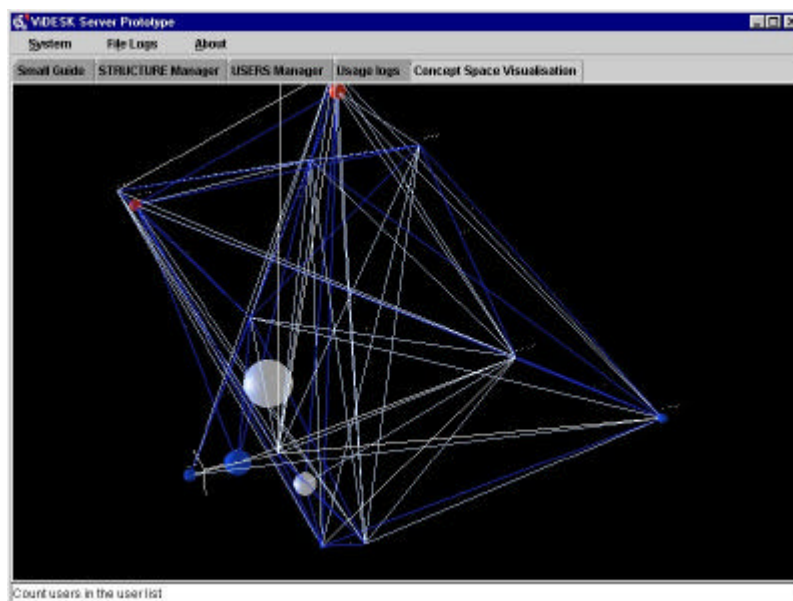 ViDESK Server Prototype
System File Logs About
Small Guide STRUCTURE Manager USERS Manager Usage logs Concept Space Visualisation
Count users in the user list